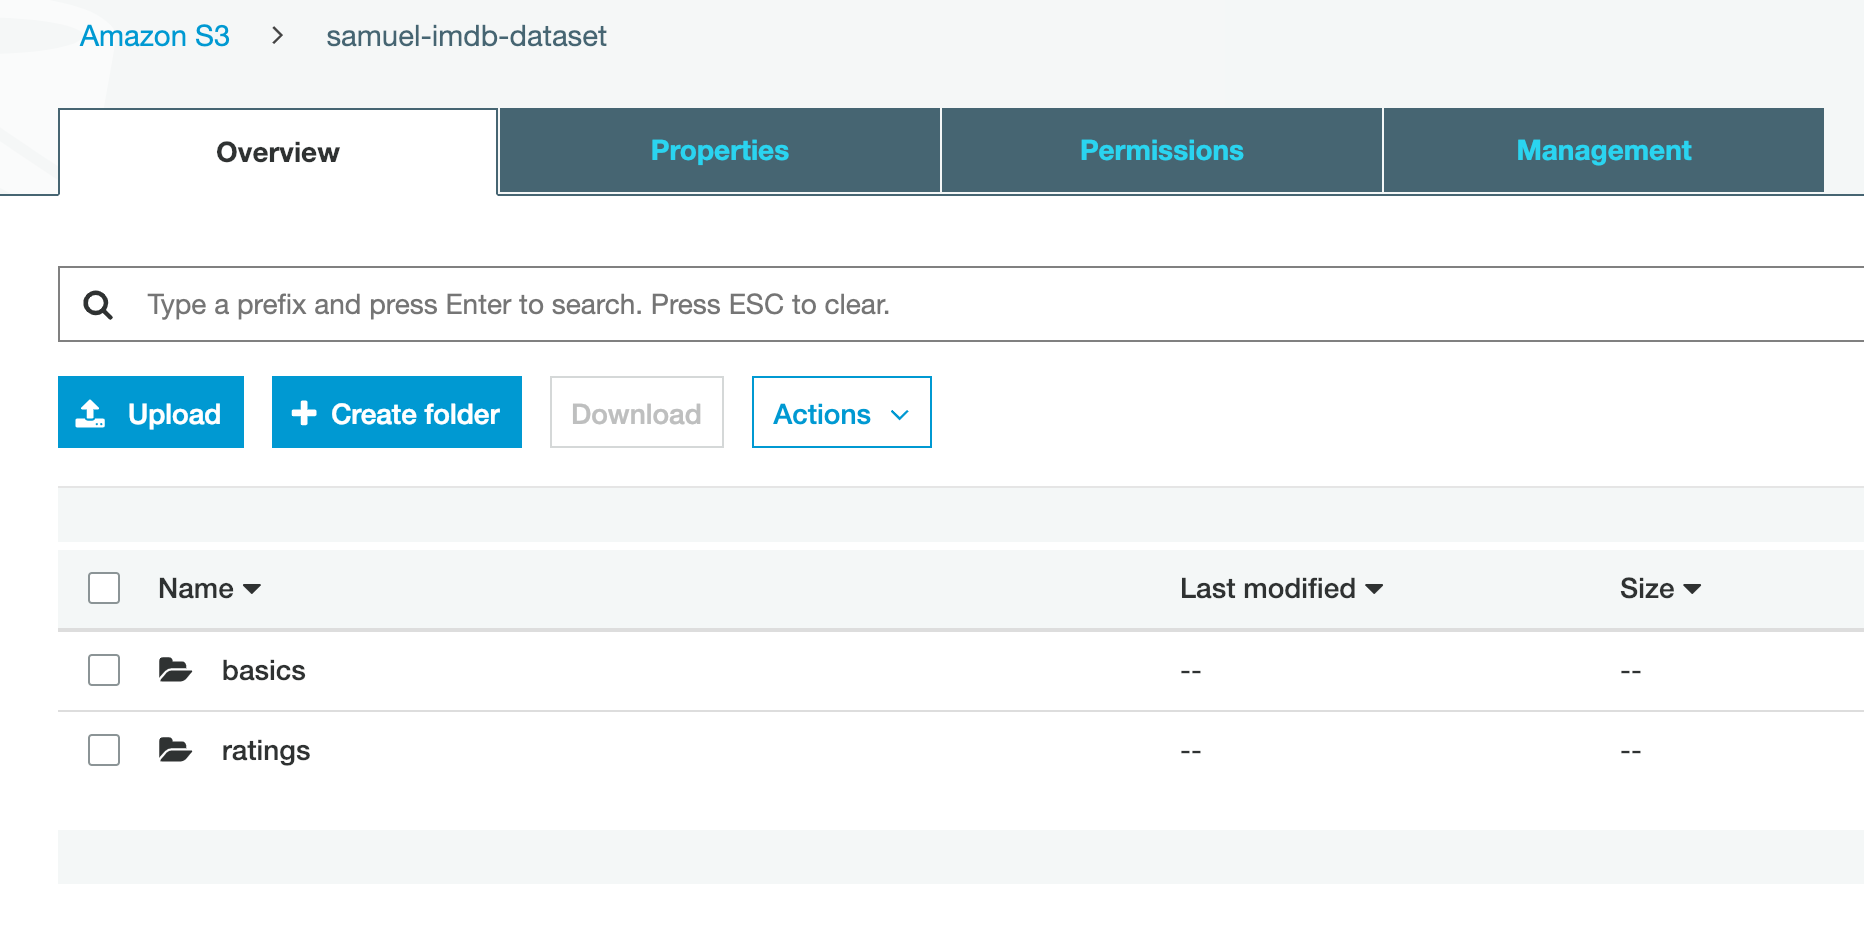 Amazon S3 > samuel-imdb-dataset
Overview Properties Permissions Management
Type a prefix and press Enter to search. Press ESC to clear.
Upload Create folder Download Actions
Name Last modified Size
basics -- --
ratings -- --